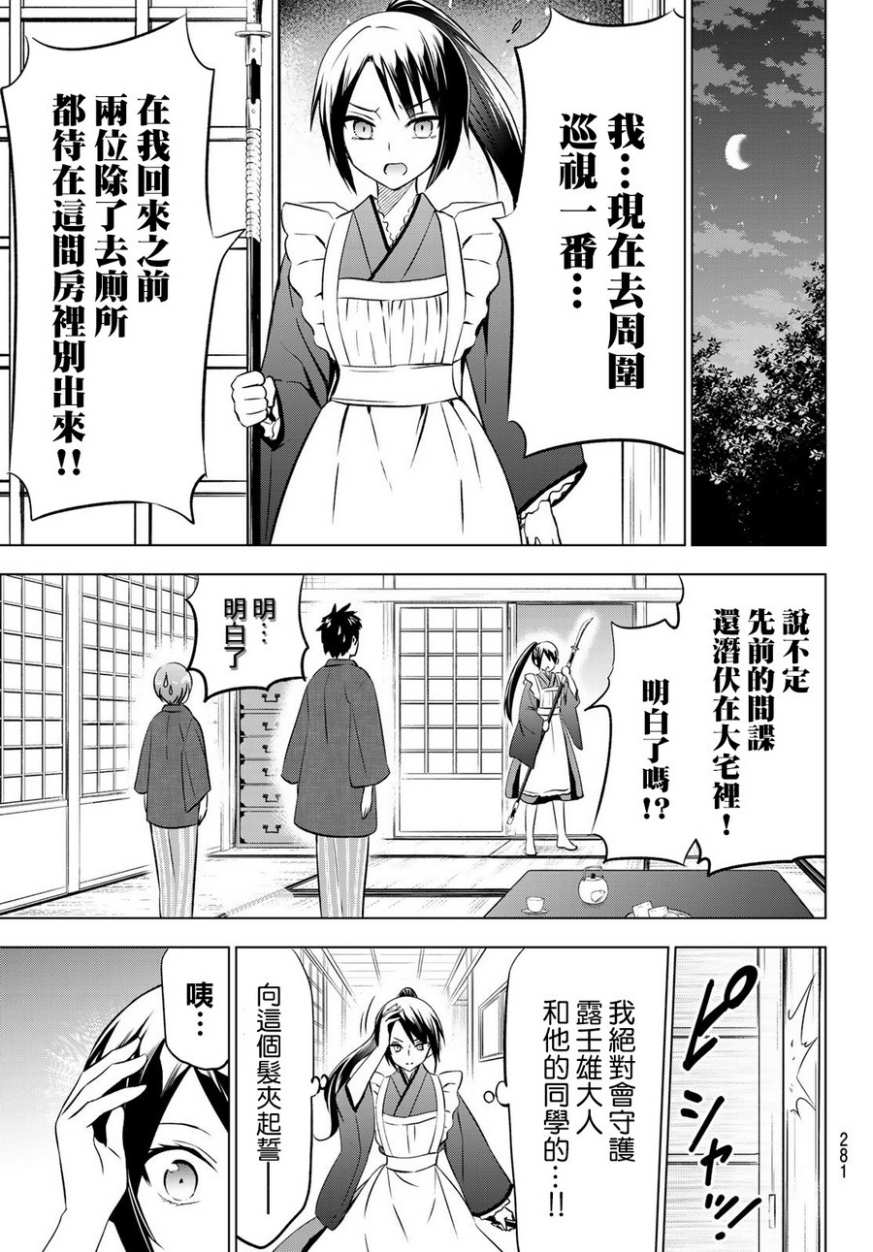 我…現在去周圍
巡視一番…
在我回來之前
兩位除了去廁所
都待在這間房裡別出來!!
說不定
先前的間諜
還潛伏在大宅裡!
明白了嗎!?
明…
明白了
ピシャッ
我絕對會守護
露壬雄大人
和他的同學的…!!
向這個髮夾起誓——
咦…
281